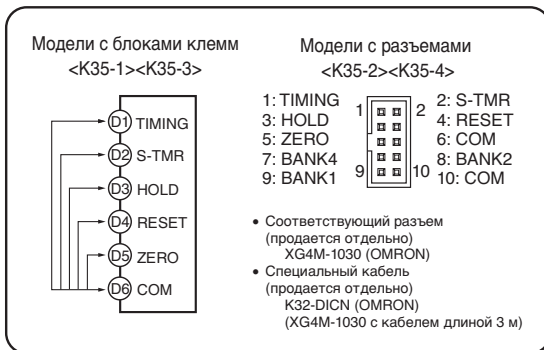 Модели с блоками клемм
<K35-1><K35-3>
D1 TIMING
D2 S-TMR
D3 HOLD
D4 RESET
D5 ZERO
D6 COM
Модели с разъемами
<K35-2><K35-4>
1: TIMING
3: HOLD
5: ZERO
7: BANK4
9: BANK1
1 2
9 10
2: S-TMR
4: RESET
6: COM
8: BANK2
10: COM
• Соответствующий разъем
(продается отдельно)
XG4M-1030 (OMRON)
• Специальный кабель
(продается отдельно)
K32-DICN (OMRON)
(XG4M-1030 с кабелем длиной 3 м)